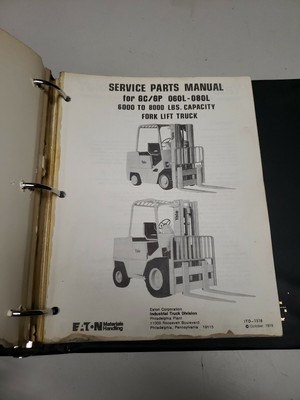 SERVICE PARTS MANUAL
for GC/GP 060L-080L
6000 TO 8000 LBS. CAPACITY
FORK LIFT TRUCK
EATON Materials Handling
Eaton Corporation
Industrial Truck Division
Philadelphia Plant
11000 Roosevelt Boulevard
Philadelphia, Pennsylvania 19115
© October, 1973